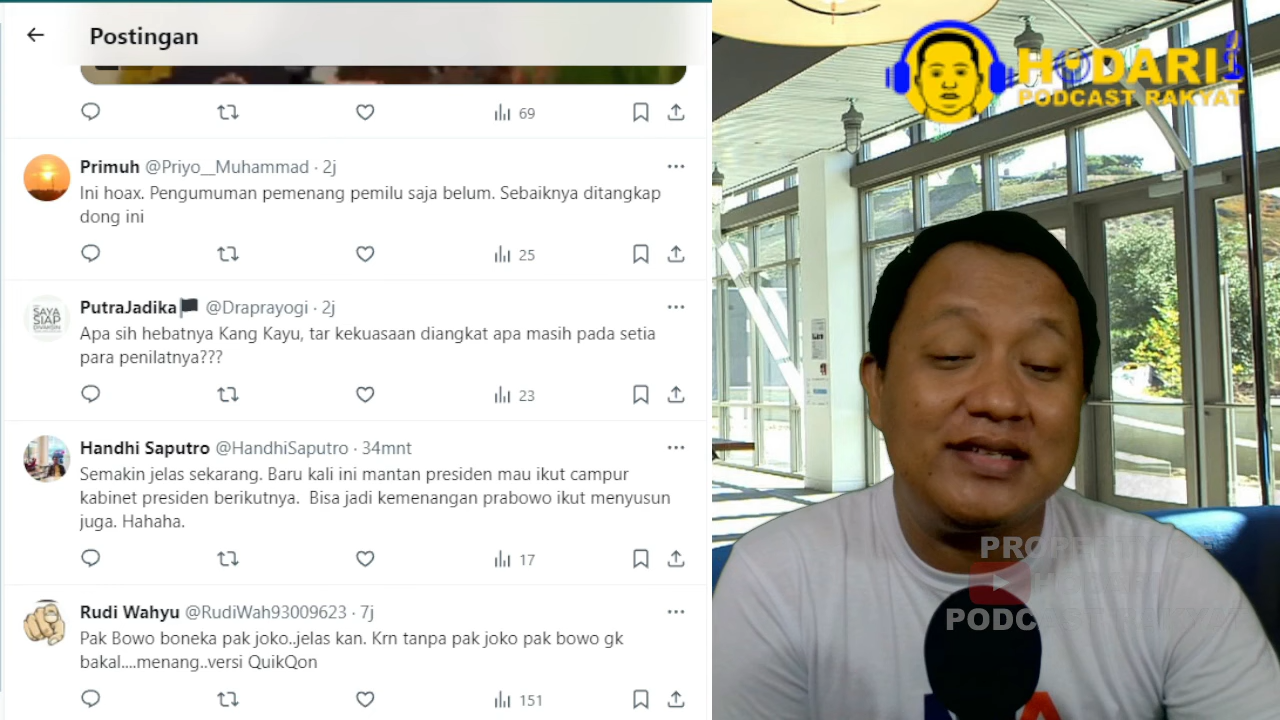 Postingan
69
Primuh @Priyo__Muhammad · 2j
Ini hoax. Pengumuman pemenang pemilu saja belum. Sebaiknya ditangkap
dong ini
25
SAYA
SIAP
PutraJadika🏴 @Draprayogi · 2j
Apa sih hebatnya Kang Kayu, tar kekuasaan diangkat apa masih pada setia
para penilatnya???
23
Handhi Saputro @HandhiSaputro · 34mnt
Semakin jelas sekarang. Baru kali ini mantan presiden mau ikut campur
kabinet presiden berikutnya. Bisa jadi kemenangan prabowo ikut menyusun
juga. Hahaha.
17
Rudi Wahyu @RudiWah93009623 · 7j
Pak Bowo boneka pak joko..jelas kan. Krn tanpa pak joko pak bowo gk
bakal....menang..versi QuikQon
151
HODARI
PODCAST RAKYAT